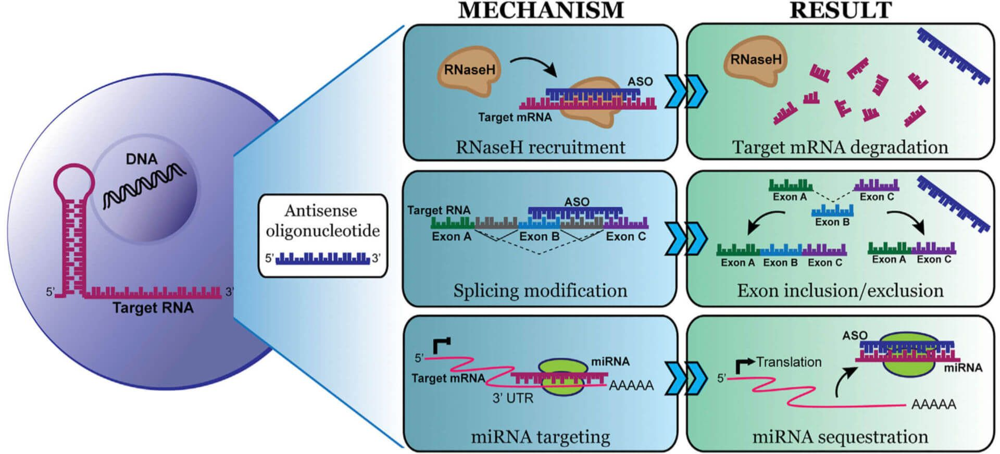 MECHANISM
RESULT
DNA
5’
3’
Target RNA
Antisense
oligonucleotide
5’
3’
RNaseH
ASO
Target mRNA
RNaseH recruitment
RNaseH
Target mRNA degradation
ASO
Target RNA
Exon A
Exon B
Exon C
Splicing modification
Exon A
Exon C
Exon B
Exon A
Exon B
Exon C
Exon A
Exon C
Exon inclusion/exclusion
5’
miRNA
Target mRNA
AAAAA
3’ UTR
miRNA targeting
ASO
Translation
miRNA
5’
AAAAA
miRNA sequestration